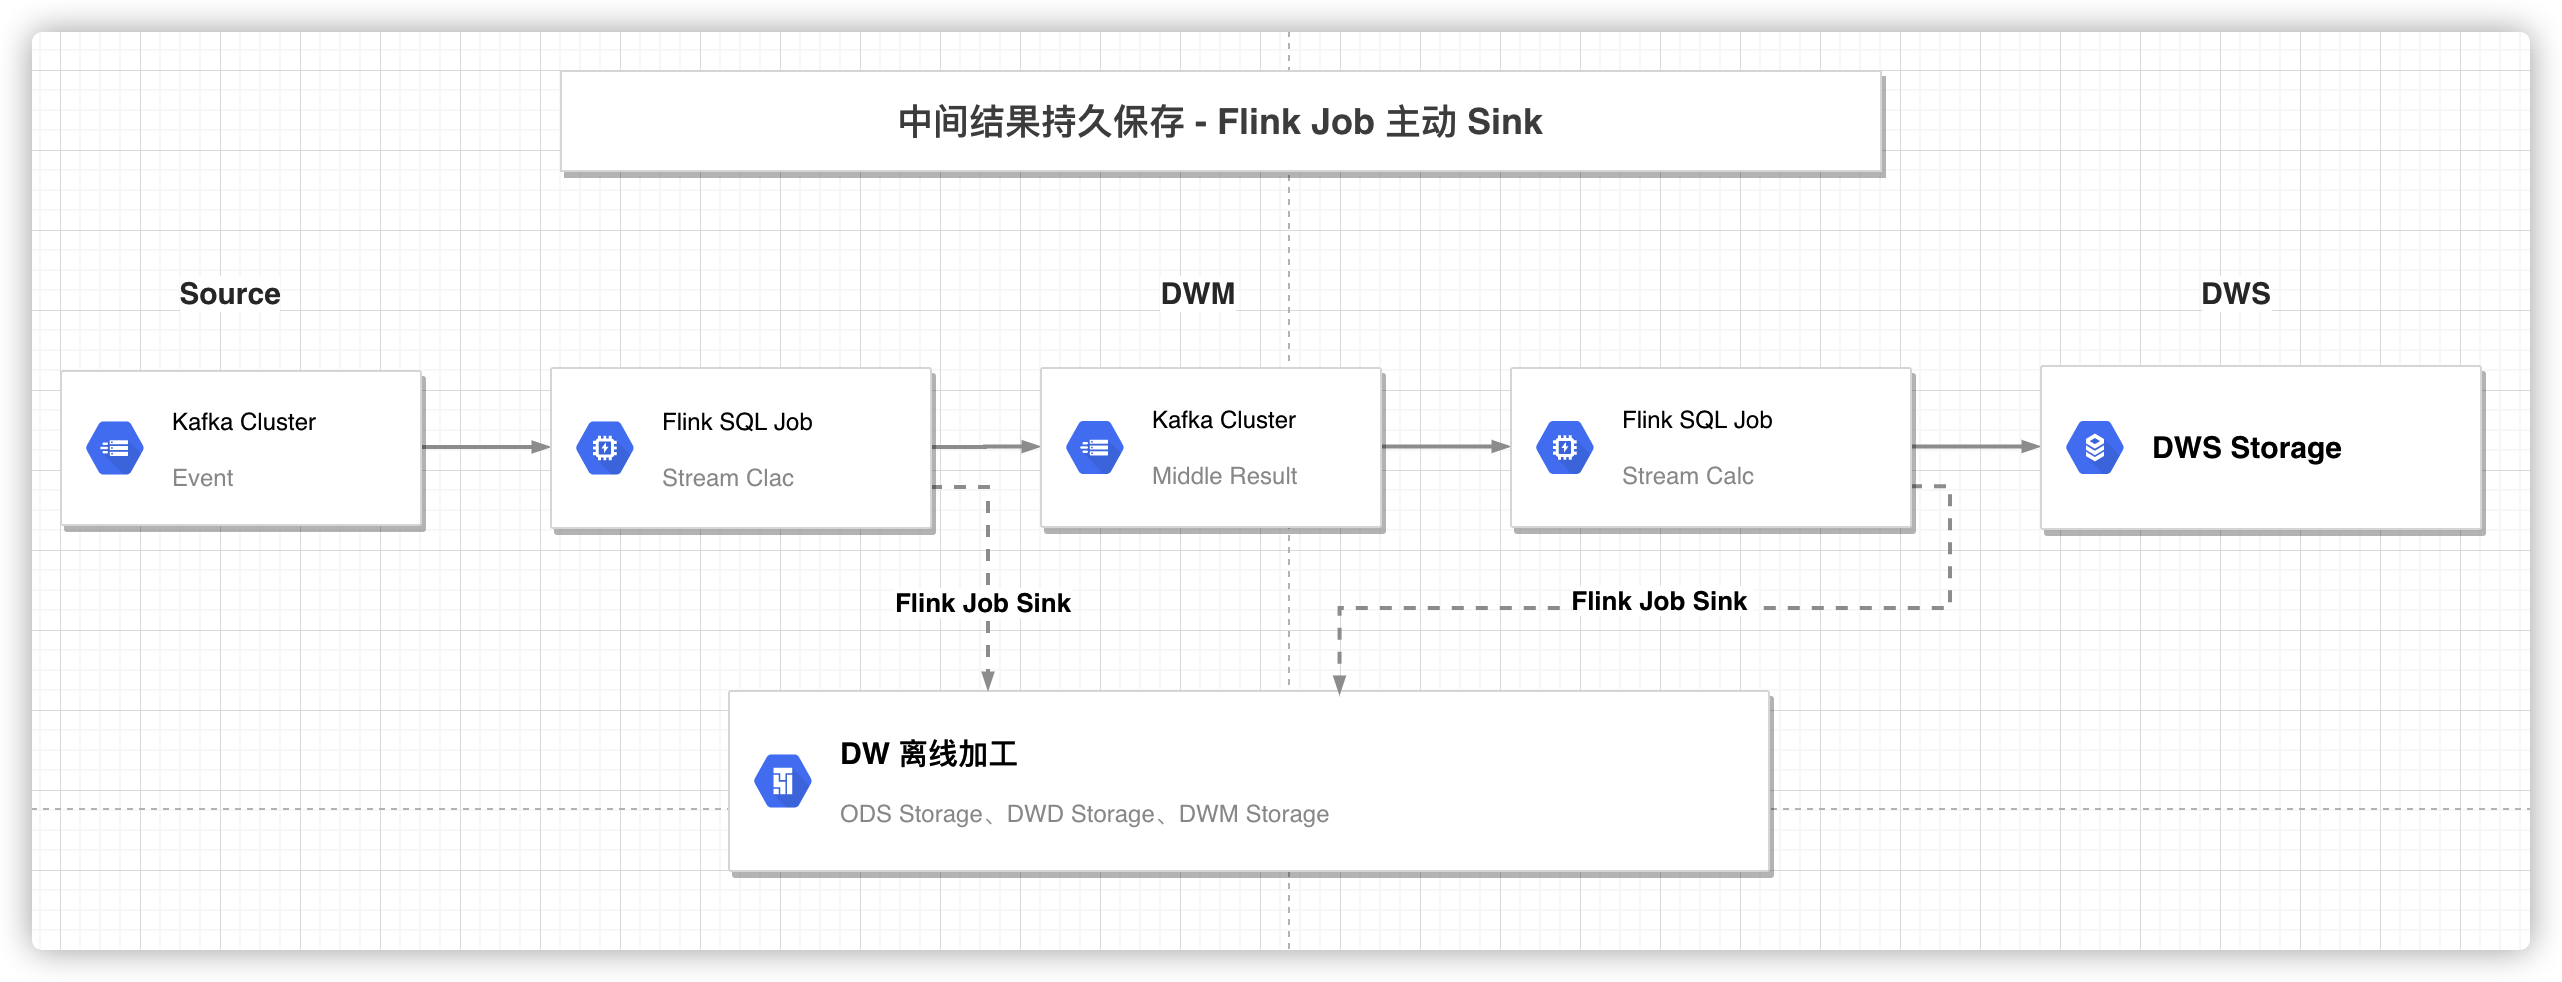 中间结果持久保存 - Flink Job 主动 Sink
Source
DWM
DWS
Kafka Cluster
Event
Flink SQL Job
Stream Clac
Kafka Cluster
Middle Result
Flink SQL Job
Stream Calc
DWS Storage
Flink Job Sink
Flink Job Sink
DW 离线加工
ODS Storage、DWD Storage、DWM Storage